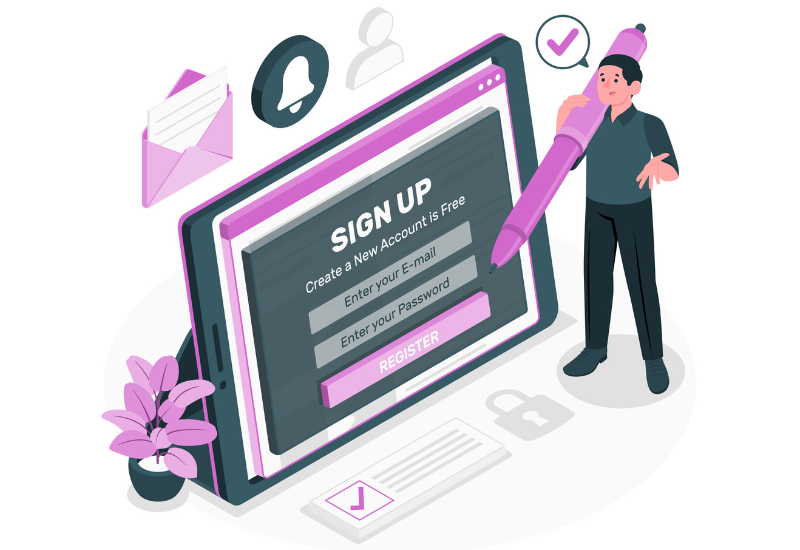 SIGN UP
Create a New Account is Free
Enter your E-mail
Enter your Password
REGISTER